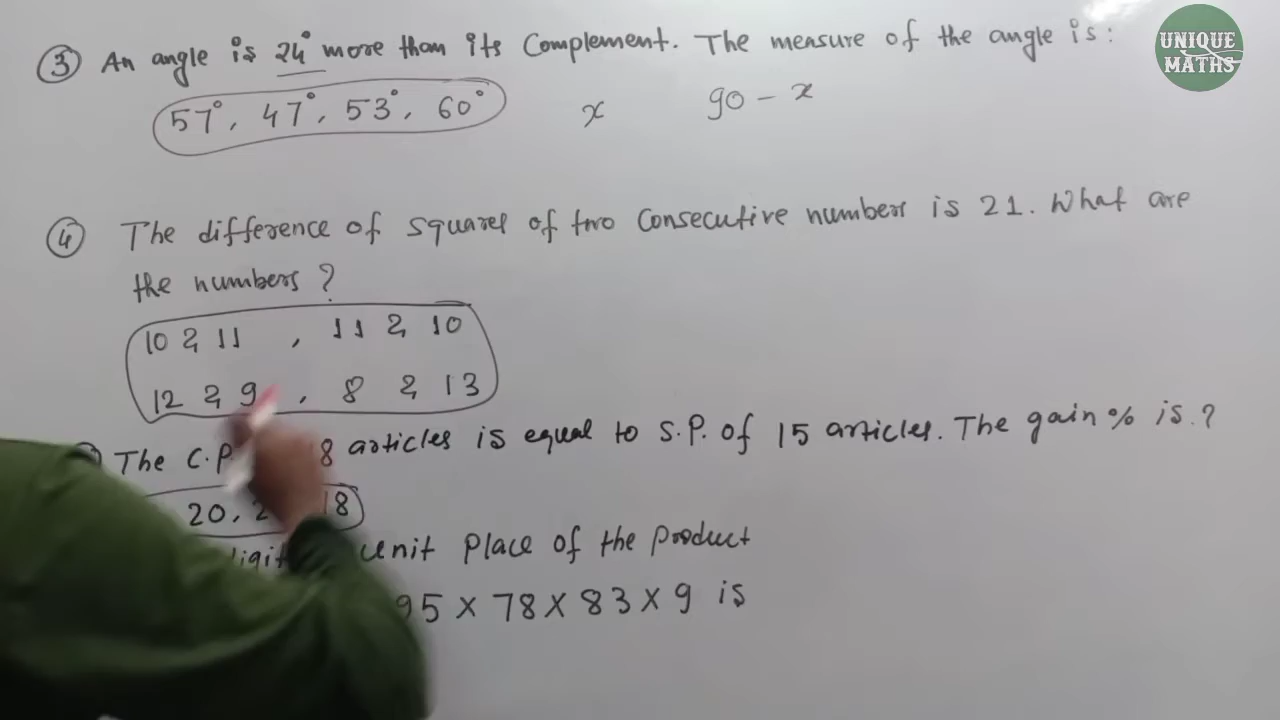 UNIQUE
MATHS
③ An angle is 24° more than its Complement. The measure of the angle is:
57°, 47°, 53°, 60° x 90 - x
④ The difference of squares of two Consecutive numbers is 21. What are
the numbers ?
10 & 11 , 11 & 10
12 & 9 , 8 & 13
The C.P. 8 articles is equal to S.P. of 15 articles. The gain % is. ?
20, 18
unit Place of the Product
95 × 78 × 83 × 9 is